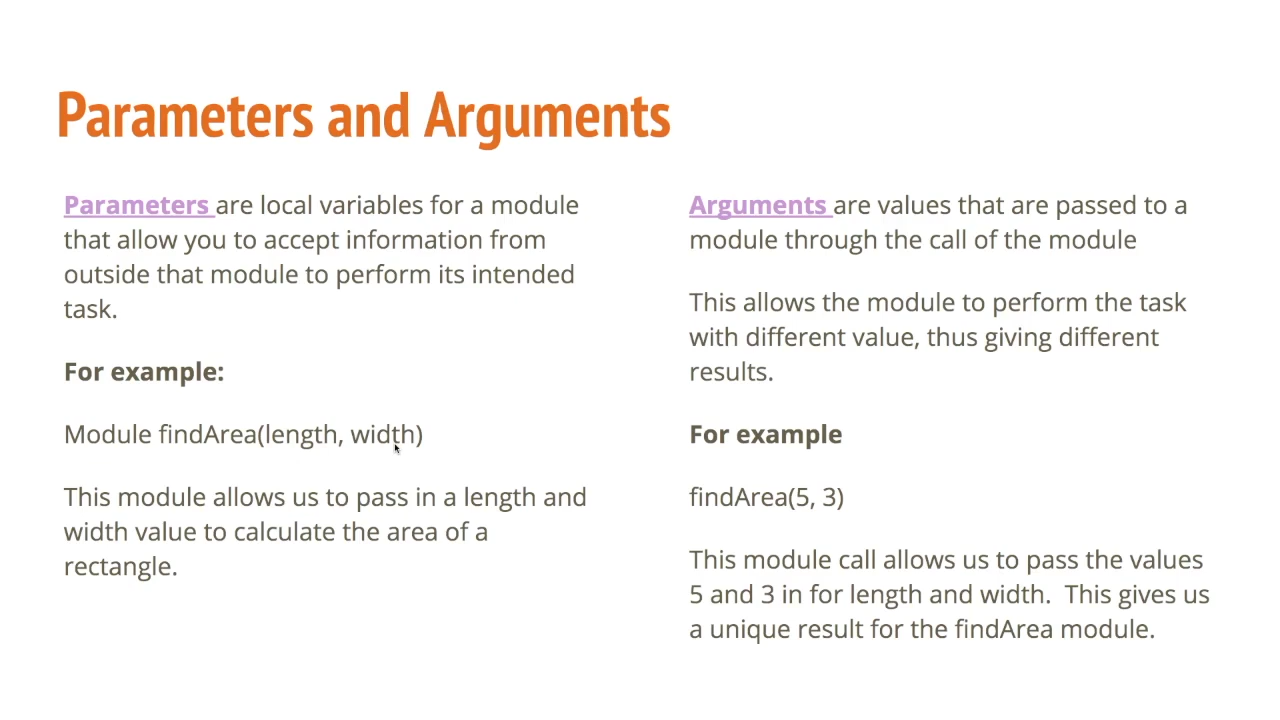 Parameters and Arguments
Parameters are local variables for a module
that allow you to accept information from
outside that module to perform its intended
task.
For example:
Module findArea(length, width)
This module allows us to pass in a length and
width value to calculate the area of a
rectangle.
Arguments are values that are passed to a
module through the call of the module
This allows the module to perform the task
with different value, thus giving different
results.
For example
findArea(5, 3)
This module call allows us to pass the values
5 and 3 in for length and width.  This gives us
a unique result for the findArea module.